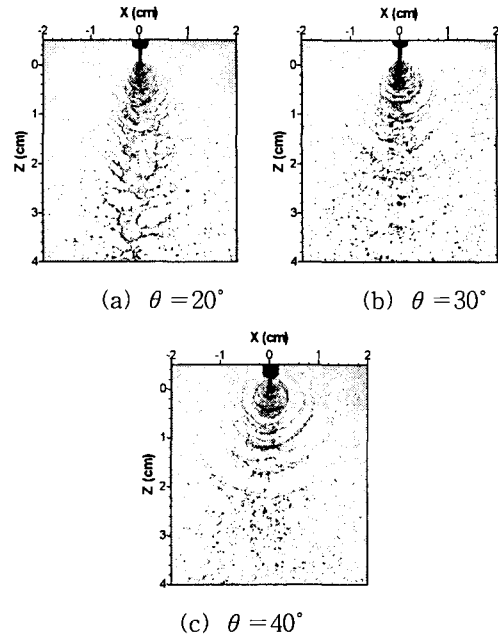 X (cm)
-2 -1 0 1 2
Z (cm)
0
1
2
3
4
(a) θ = 20°
X (cm)
-2 -1 0 1 2
Z (cm)
0
1
2
3
4
(b) θ = 30°
X (cm)
-2 -1 0 1 2
Z (cm)
0
1
2
3
4
(c) θ = 40°